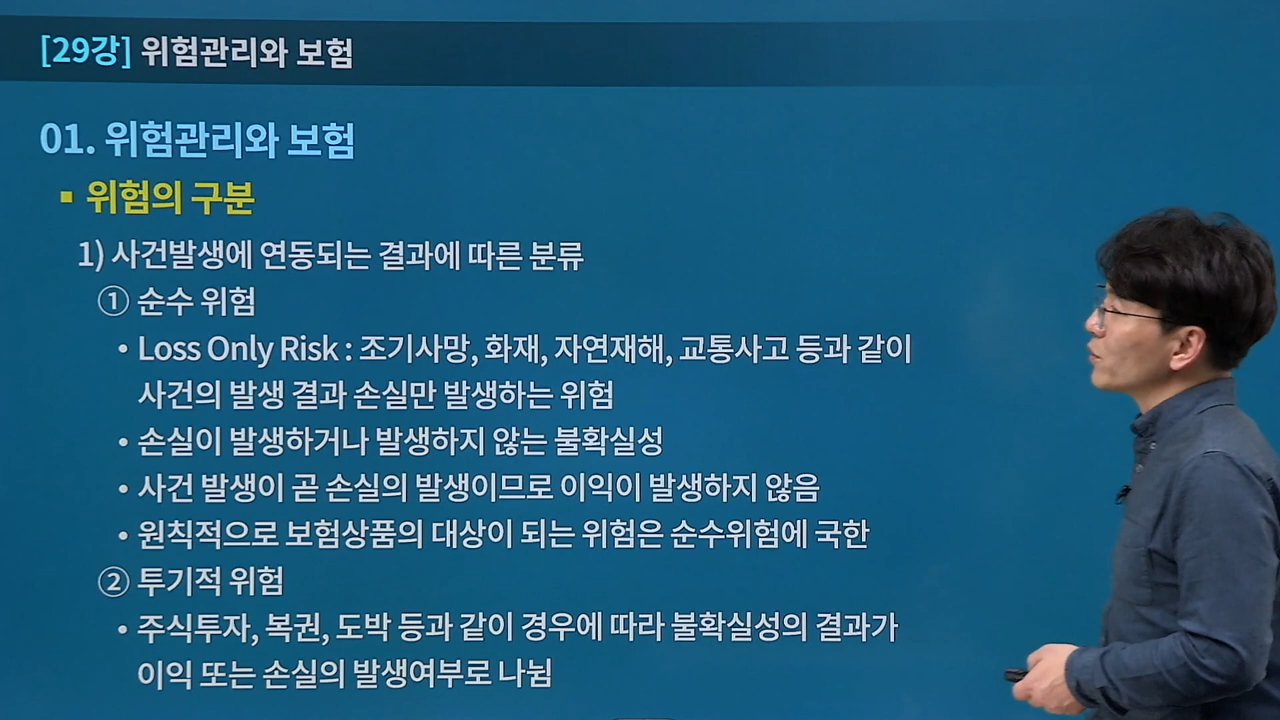 [29강] 위험관리와 보험
01. 위험관리와 보험
▪ 위험의 구분
1) 사건발생에 연동되는 결과에 따른 분류
① 순수 위험
• Loss Only Risk : 조기사망, 화재, 자연재해, 교통사고 등과 같이
사건의 발생 결과 손실만 발생하는 위험
• 손실이 발생하거나 발생하지 않는 불확실성
• 사건 발생이 곧 손실의 발생이므로 이익이 발생하지 않음
• 원칙적으로 보험상품의 대상이 되는 위험은 순수위험에 국한
② 투기적 위험
• 주식투자, 복권, 도박 등과 같이 경우에 따라 불확실성의 결과가
이익 또는 손실의 발생여부로 나뉨